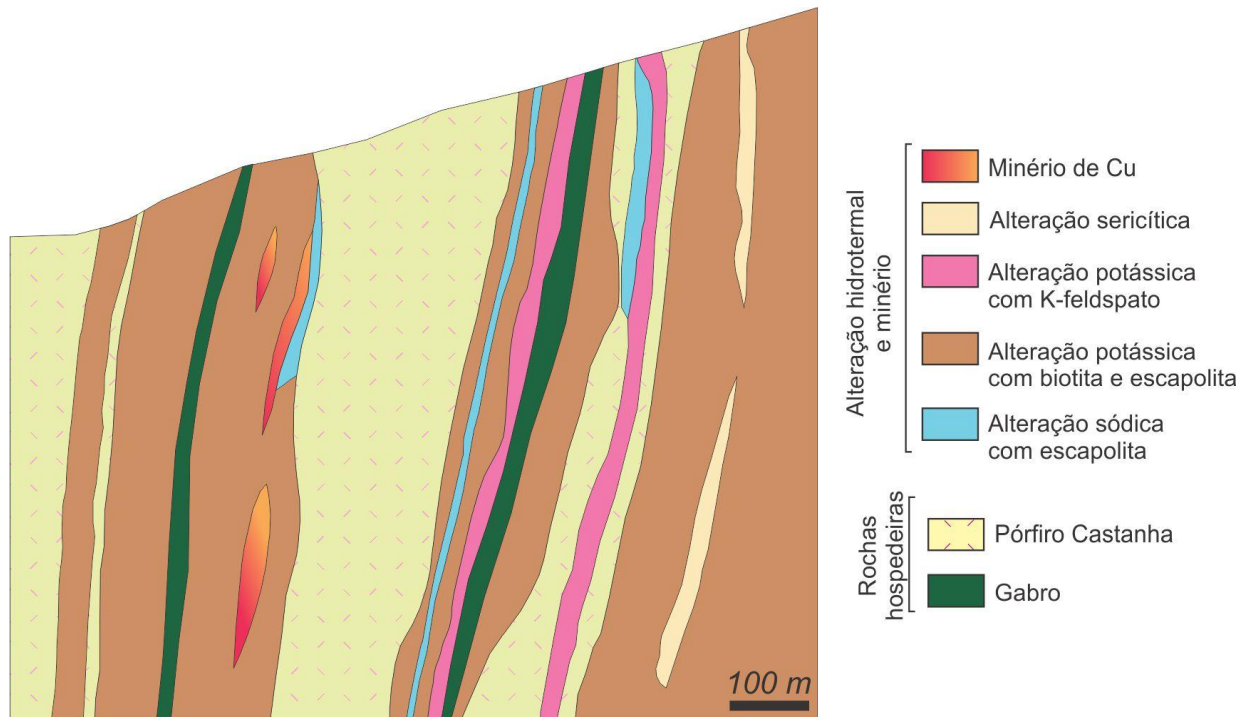 Alteração hidrotermal
e minério
Minério de Cu
Alteração sericítica
Alteração potássica
com K-feldspato
Alteração potássica
com biotita e escapolita
Alteração sódica
com escapolita
Rochas
hospedeiras
Pórfiro Castanha
Gabro
100 m